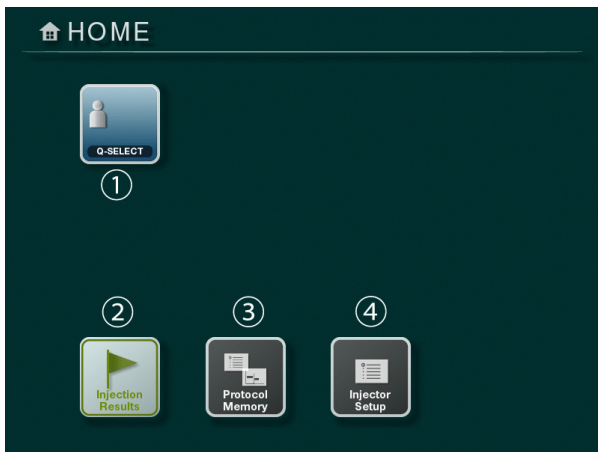 HOME
Q-SELECT
①
② ③ ④
Injection
Results
Protocol
Memory
Injector
Setup